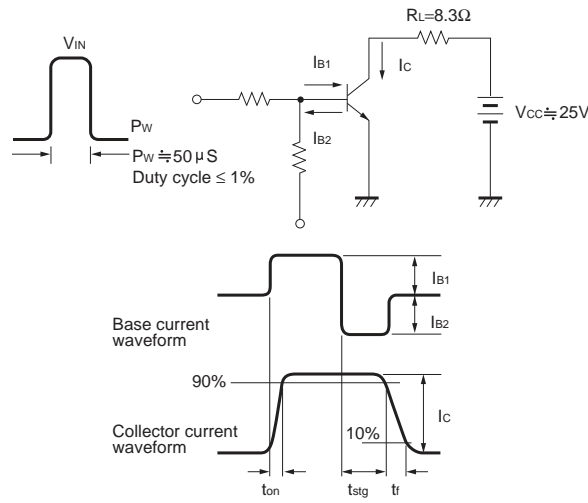 RL=8.3Ω
VIN
IB1
IC
PW
IB2
VCC≒25V
PW≒50μS
Duty cycle ≤ 1%
IB1
Base current
waveform
IB2
90%
IC
Collector current
waveform
10%
ton
tstg
tf